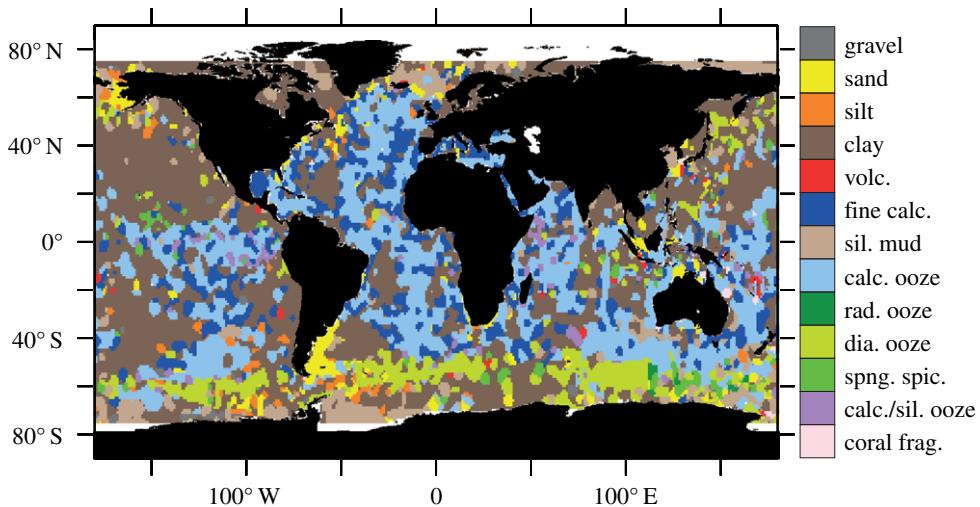 80° N
40° N
0°
40° S
80° S
100° W
0
100° E
gravel
sand
silt
clay
volc.
fine calc.
sil. mud
calc. ooze
rad. ooze
dia. ooze
spng. spic.
calc./sil. ooze
coral frag.